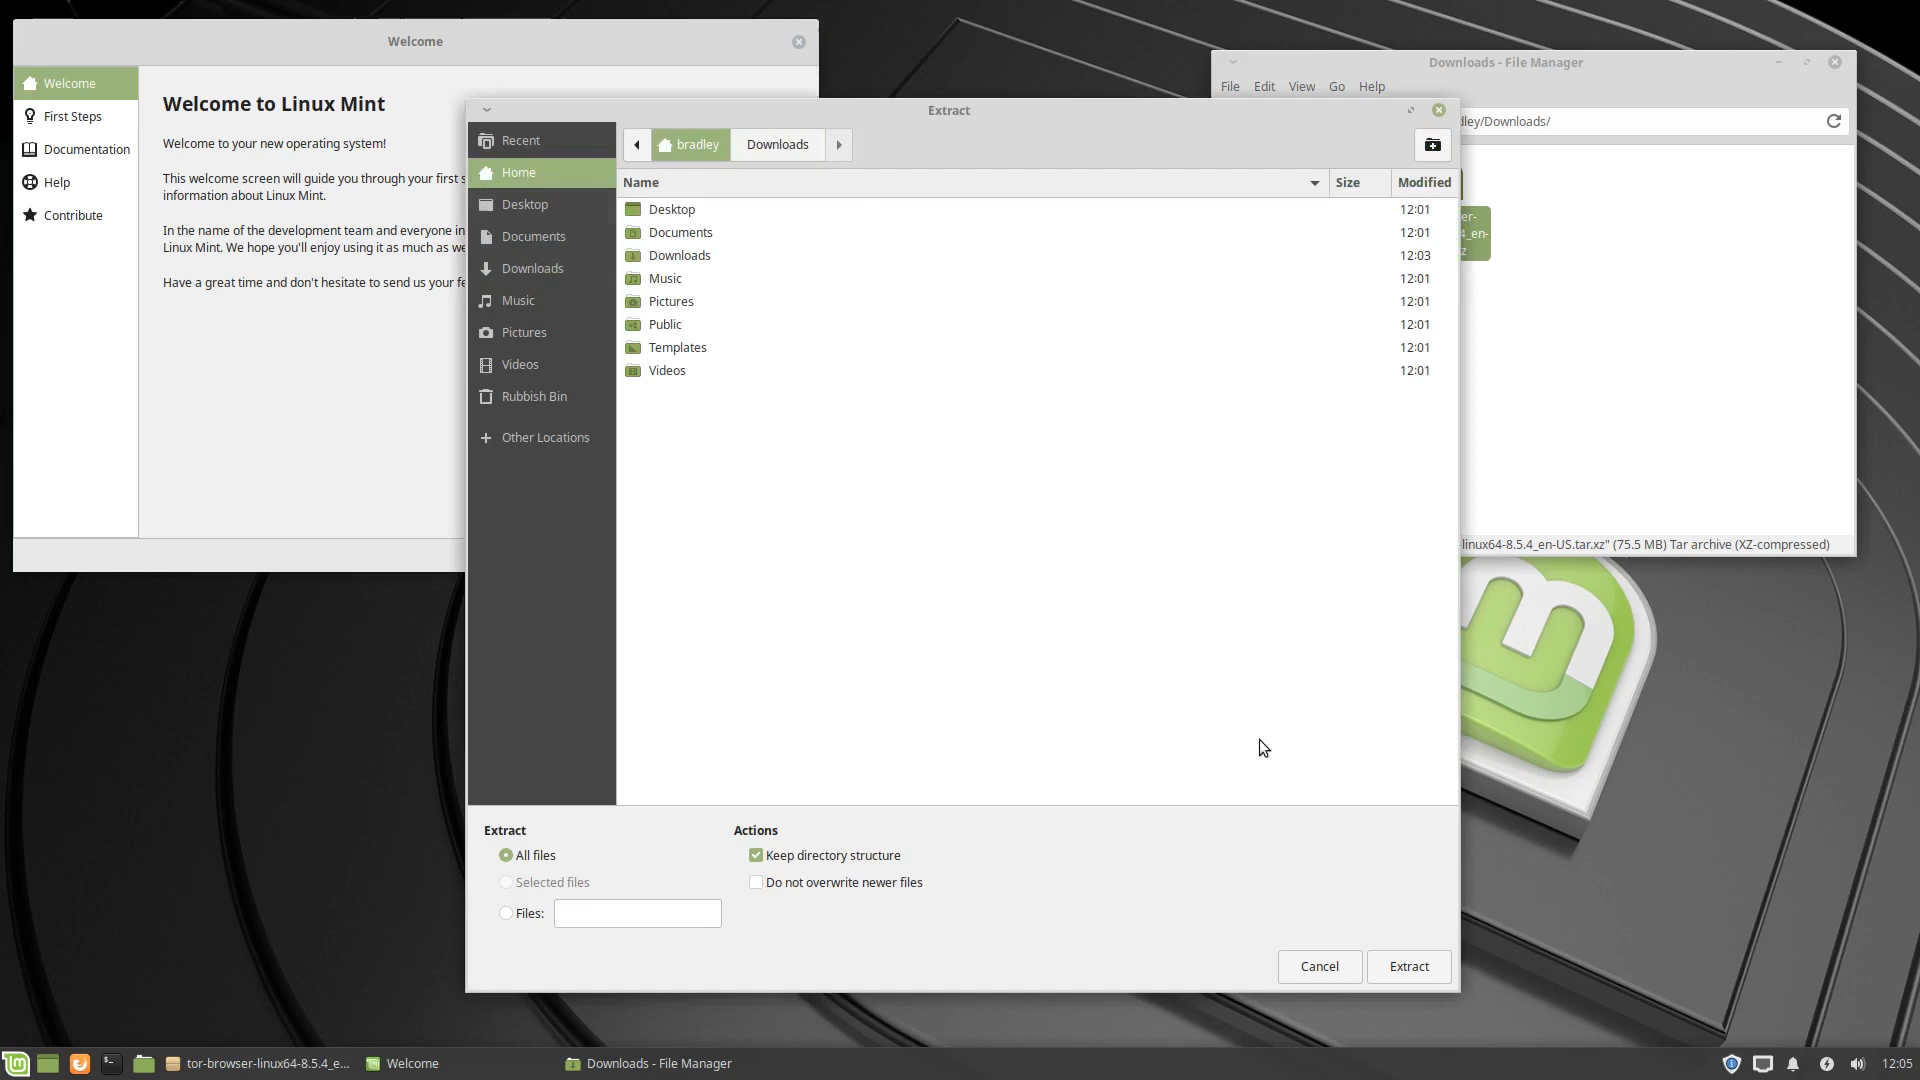 Welcome
Welcome
First Steps
Documentation
Help
Contribute
Welcome to Linux Mint
Welcome to your new operating system!
This welcome screen will guide you through your first s
information about Linux Mint.
In the name of the development team and everyone in
Linux Mint. We hope you'll enjoy using it as much as we
Have a great time and don't hesitate to send us your fe
Downloads - File Manager
File Edit View Go Help
dley/Downloads/
er-
4_en-
z
-linux64-8.5.4_en-US.tar.xz" (75.5 MB) Tar archive (XZ-compressed)
Extract
Recent
Home
Desktop
Documents
Downloads
Music
Pictures
Videos
Rubbish Bin
Other Locations
bradley Downloads
Name Size Modified
Desktop 12:01
Documents 12:01
Downloads 12:03
Music 12:01
Pictures 12:01
Public 12:01
Templates 12:01
Videos 12:01
Extract Actions
All files Keep directory structure
Selected files Do not overwrite newer files
Files:
Cancel Extract
tor-browser-linux64-8.5.4_e... Welcome Downloads - File Manager 12:05